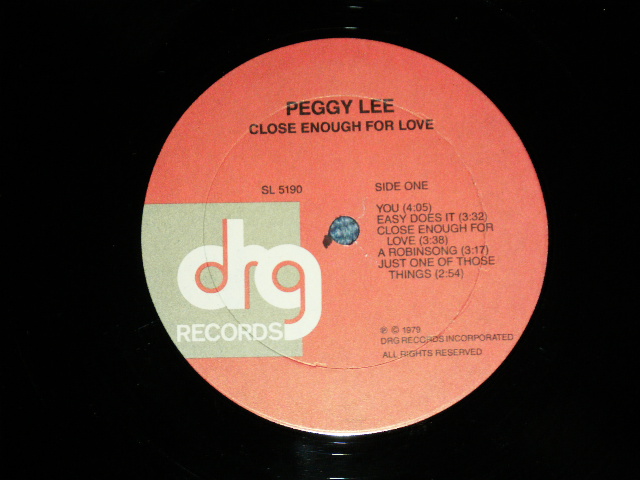 PEGGY LEE
CLOSE ENOUGH FOR LOVE
SL 5190
SIDE ONE
YOU (4:05)
EASY DOES IT (3:32)
CLOSE ENOUGH FOR
LOVE (3:38)
A ROBINSONG (3:17)
JUST ONE OF THOSE
THINGS (2:54)
drg
RECORDS
℗ © 1979
DRG RECORDS INCORPORATED
ALL RIGHTS RESERVED